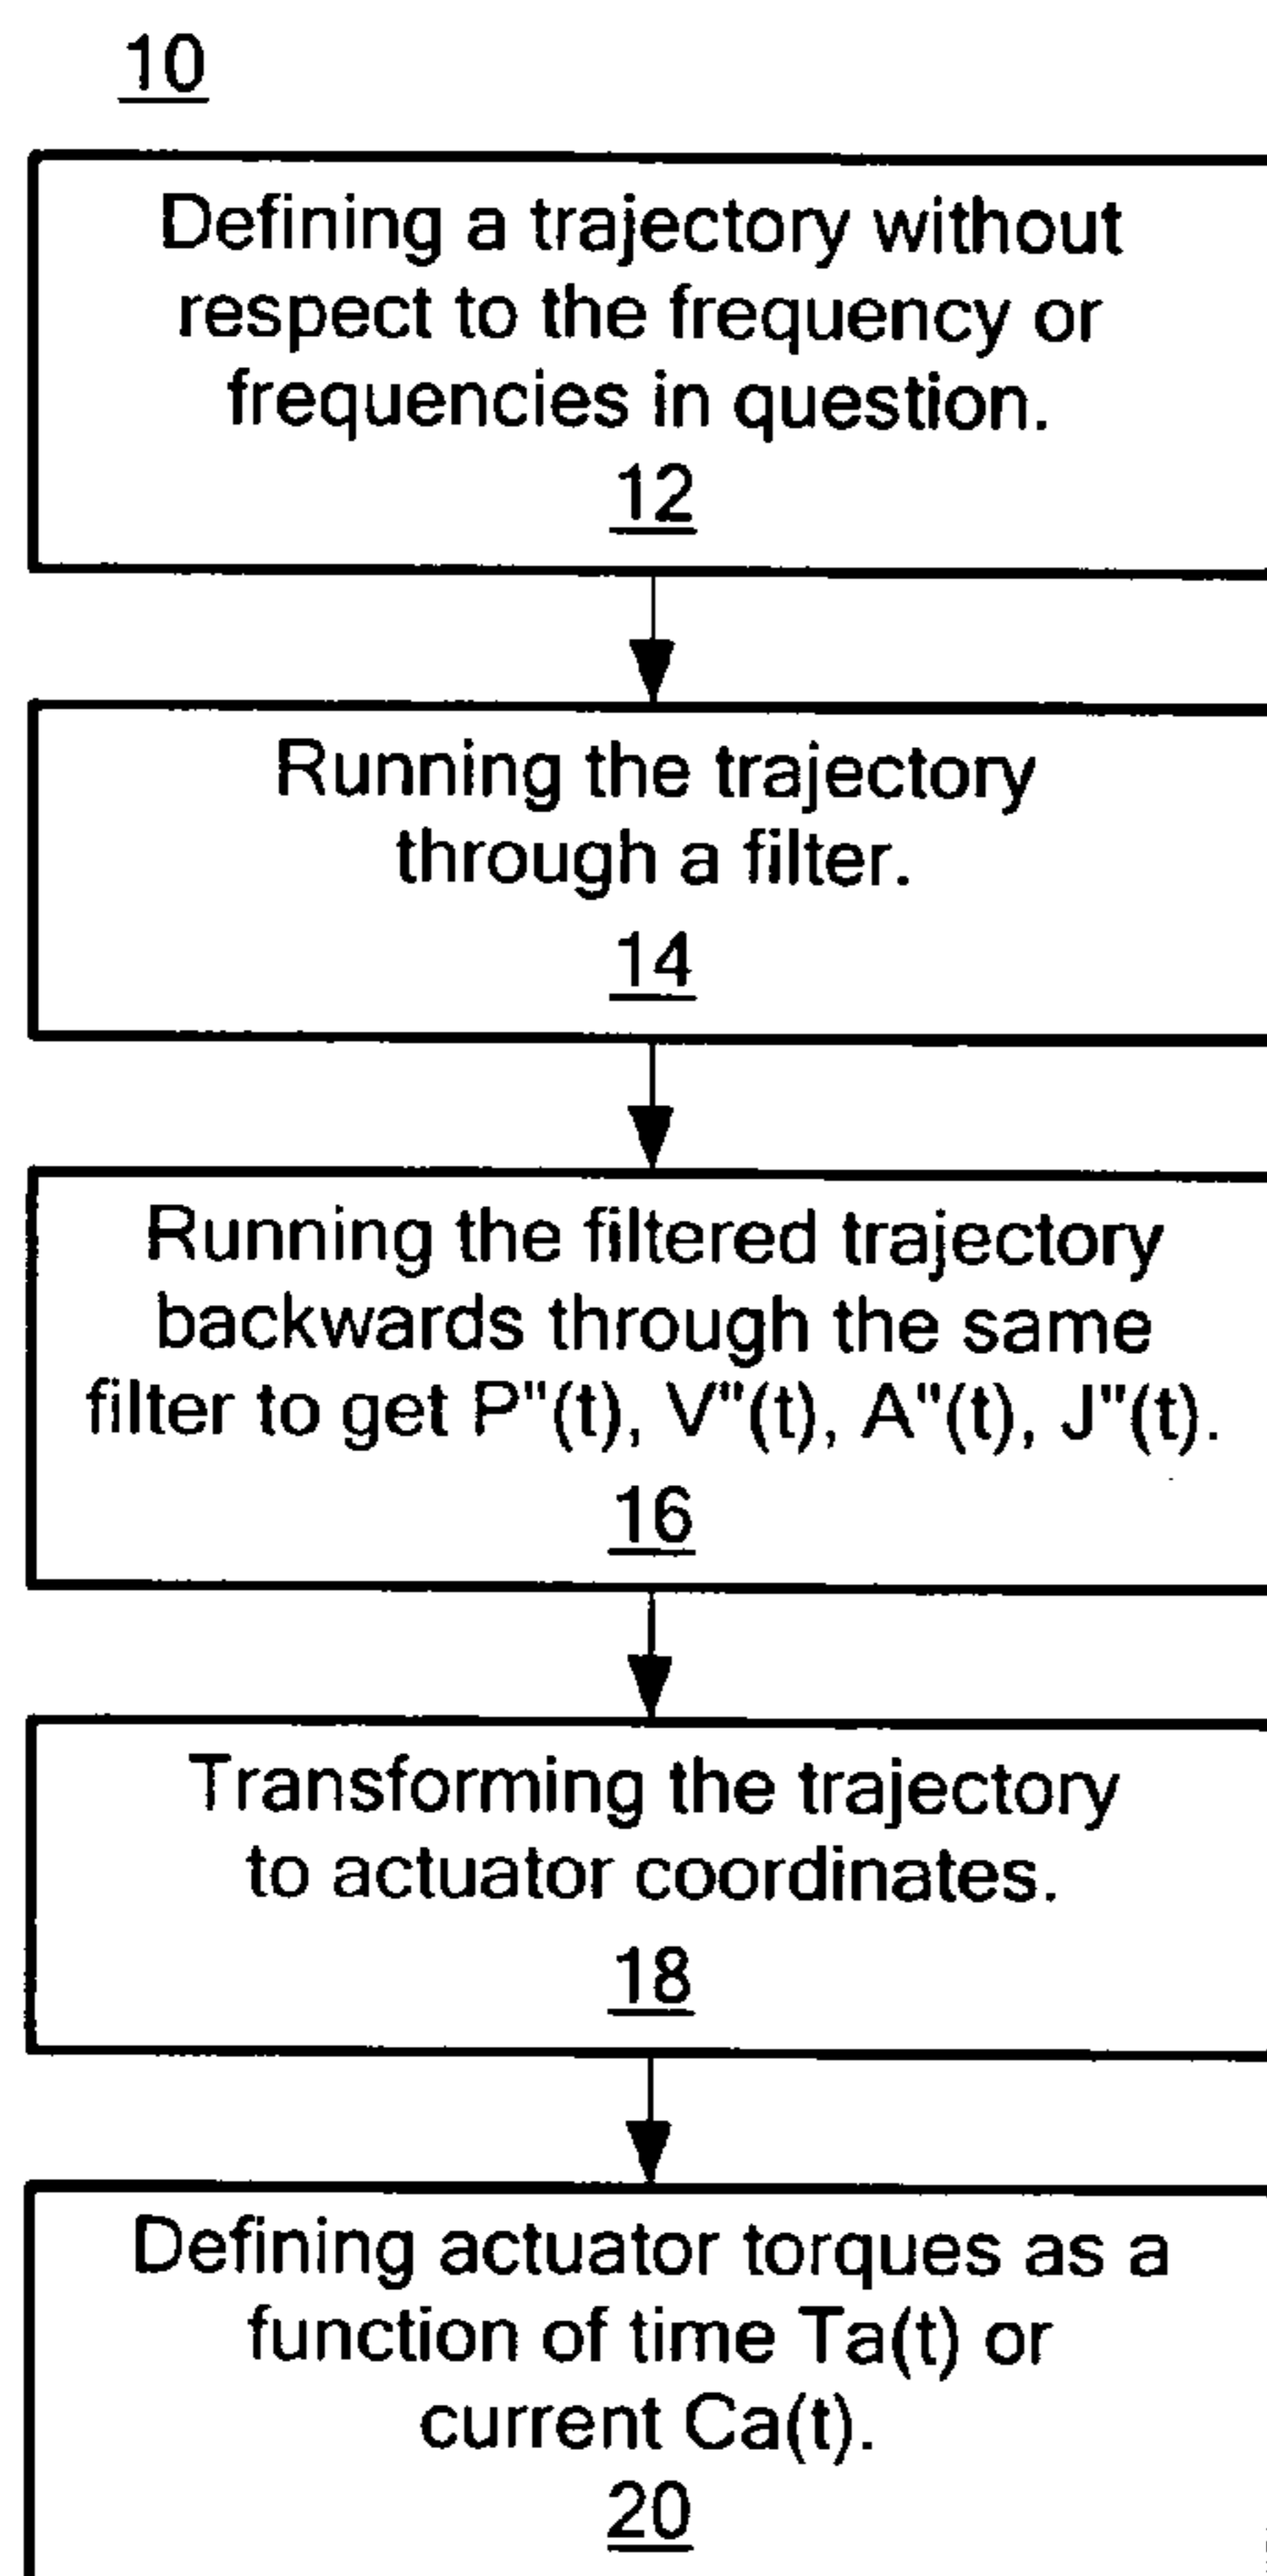 10
Defining a trajectory without
respect to the frequency or
frequencies in question.
12
Running the trajectory
through a filter.
14
Running the filtered trajectory
backwards through the same
filter to get P"(t), V"(t), A"(t), J"(t).
16
Transforming the trajectory
to actuator coordinates.
18
Defining actuator torques as a
function of time Ta(t) or
current Ca(t).
20